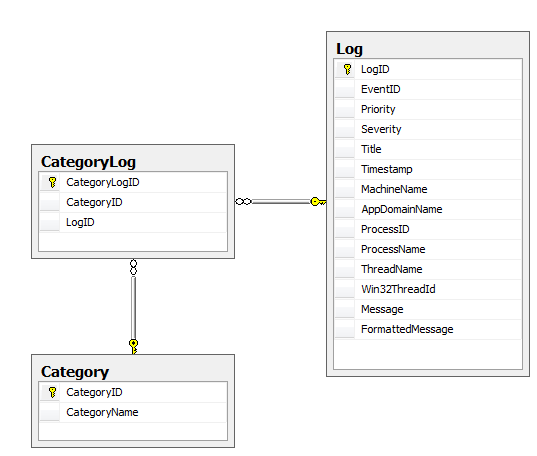 Log
LogID
EventID
Priority
Severity
Title
Timestamp
MachineName
AppDomainName
ProcessID
ProcessName
ThreadName
Win32ThreadId
Message
FormattedMessage
CategoryLog
CategoryLogID
CategoryID
LogID
Category
CategoryID
CategoryName